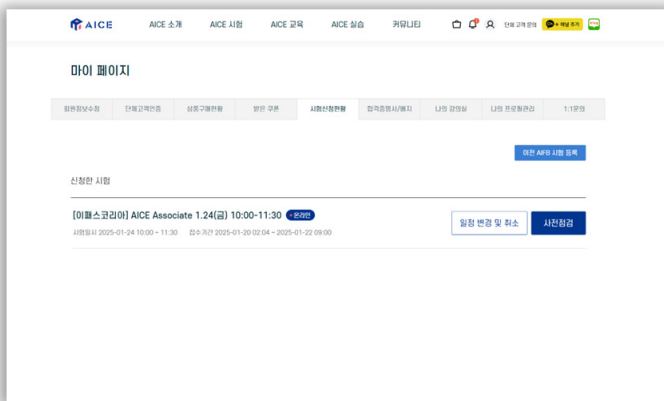 AICE AICE 소개 AICE 시험 AICE 교육 AICE 실습 커뮤니티 단체 고객 문의 + 채널 추가
마이 페이지
회원정보수정 단체고객인증 상품구매현황 받은 쿠폰 시험신청현황 합격증명서/배지 나의 강의실 나의 프로필관리 1:1문의
이전 AIFB 시험 등록
신청한 시험
[이패스코리아] AICE Associate 1.24(금) 10:00-11:30 온라인
시험일시 2025-01-24 10:00 ~ 11:30 접수기간 2025-01-20 02:04 ~ 2025-01-22 09:00
일정 변경 및 취소 사전점검